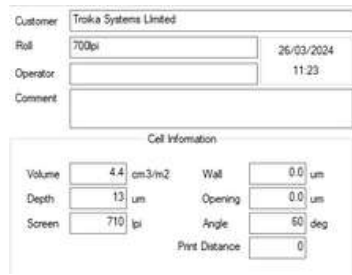 Customer Troika Systems Limited
Roll 700lpi
26/03/2024
Operator 11:23
Comment
Cell Information
Volume 4.4 cm3/m2 Wall 0.0 um
Depth 13 um Opening 0.0 um
Screen 710 lpi Angle 60 deg
Print Distance 0